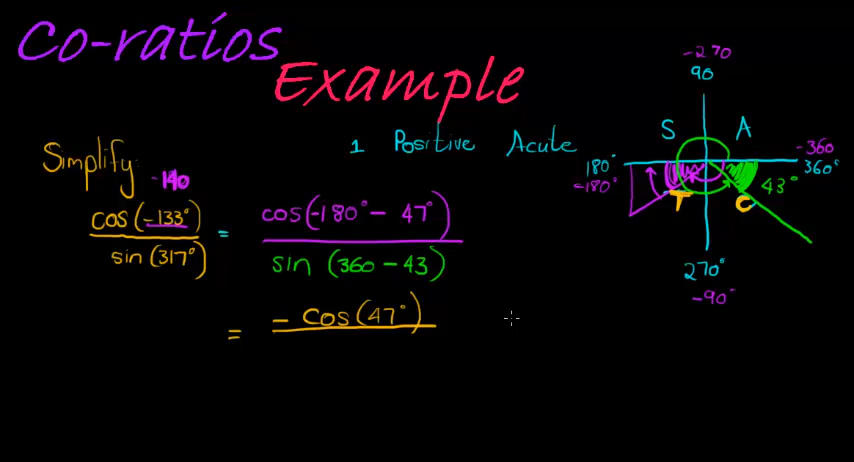 Co-ratios
Example
Simplify:
1 Positive Acute
-140
cos(-133°) = cos(-180° - 47°)
sin(317°) sin (360 - 43)
= - cos(47°)
-270
90
S A
180° -360
-180° 360°
43°
T C
270°
-90°